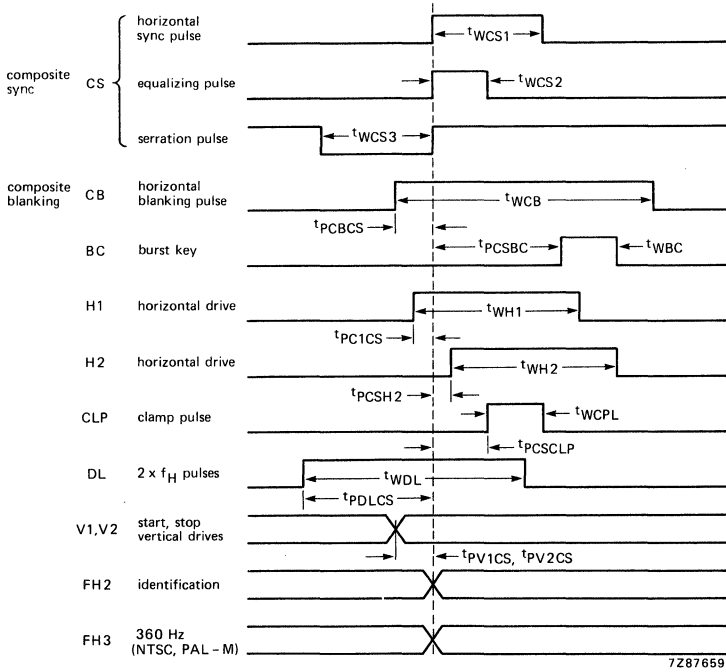 horizontal
sync pulse
tWCS1
composite
sync
CS
equalizing pulse
tWCS2
serration pulse
tWCS3
composite
blanking
CB
horizontal
blanking pulse
tWCB
tPCBCS
BC
burst key
tPCSBC
tWBC
H1
horizontal drive
tWH1
tPC1CS
H2
horizontal drive
tWH2
tPCSH2
CLP
clamp pulse
tWCPL
tPCSCLP
DL
2 x fH pulses
tWDL
tPDLCS
V1,V2
start, stop
vertical drives
tPV1CS, tPV2CS
FH2
identification
FH3
360 Hz
(NTSC, PAL – M)
7Z87659